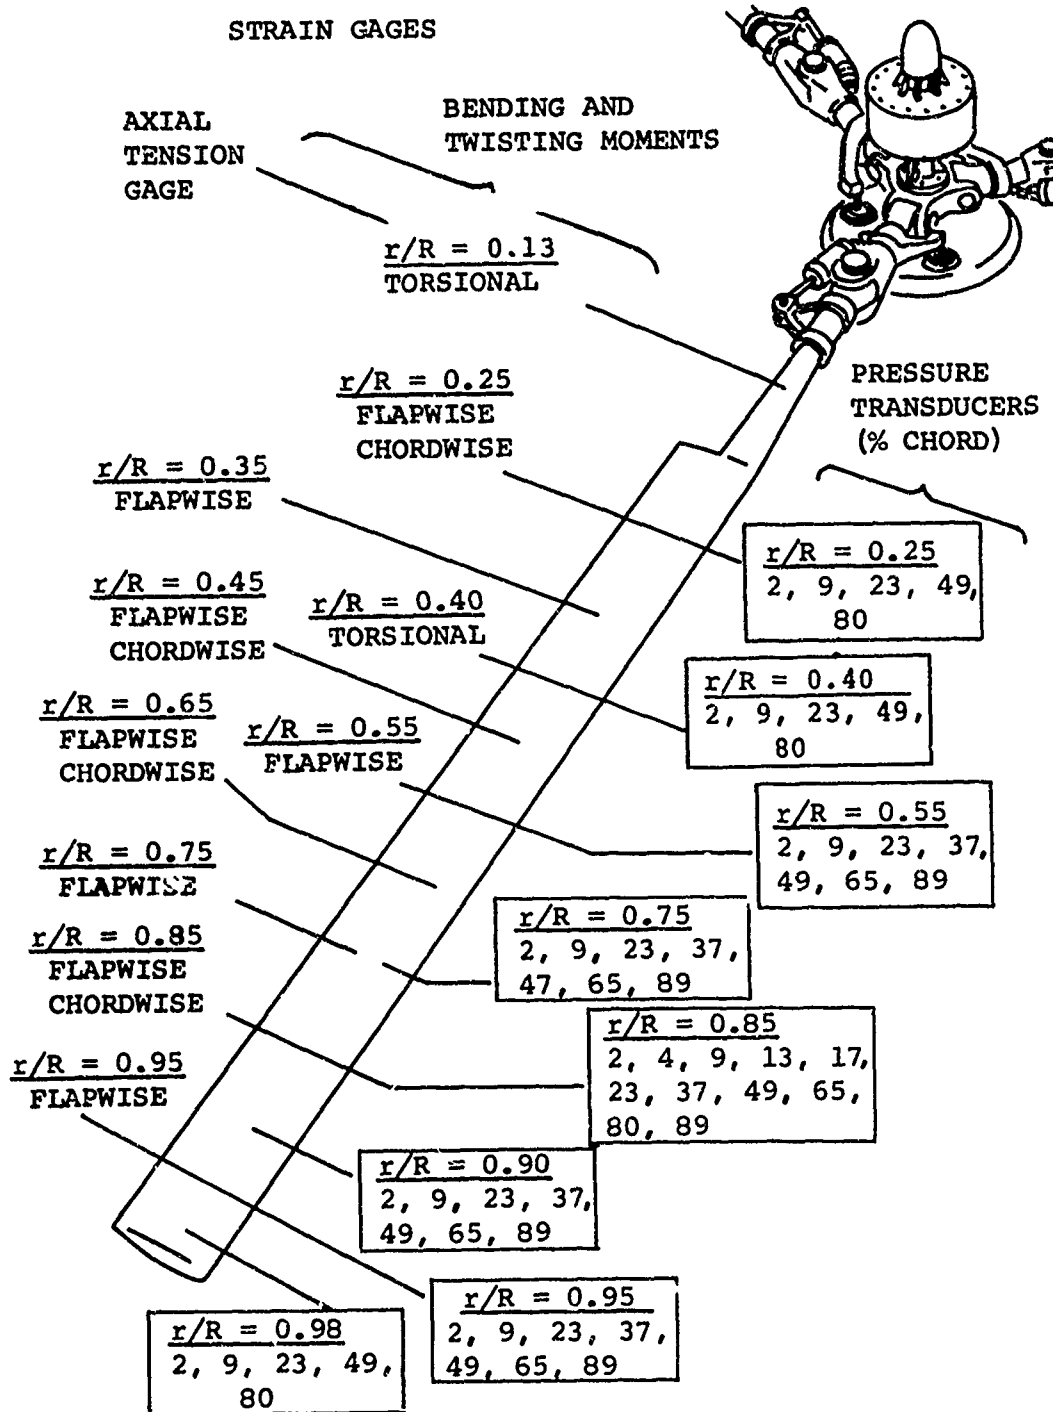 STRAIN GAGES
AXIAL
TENSION
GAGE
BENDING AND
TWISTING MOMENTS
r/R = 0.13
TORSIONAL
r/R = 0.25
FLAPWISE
CHORDWISE
r/R = 0.35
FLAPWISE
r/R = 0.45
FLAPWISE
CHORDWISE
r/R = 0.40
TORSIONAL
r/R = 0.65
FLAPWISE
CHORDWISE
r/R = 0.55
FLAPWISE
r/R = 0.75
FLAPWISE
r/R = 0.85
FLAPWISE
CHORDWISE
r/R = 0.95
FLAPWISE
PRESSURE
TRANSDUCERS
(% CHORD)
r/R = 0.25
2, 9, 23, 49,
80
r/R = 0.40
2, 9, 23, 49,
80
r/R = 0.55
2, 9, 23, 37,
49, 65, 89
r/R = 0.75
2, 9, 23, 37,
47, 65, 89
r/R = 0.85
2, 4, 9, 13, 17,
23, 37, 49, 65,
80, 89
r/R = 0.90
2, 9, 23, 37,
49, 65, 89
r/R = 0.95
2, 9, 23, 37,
49, 65, 89
r/R = 0.98
2, 9, 23, 49,
80